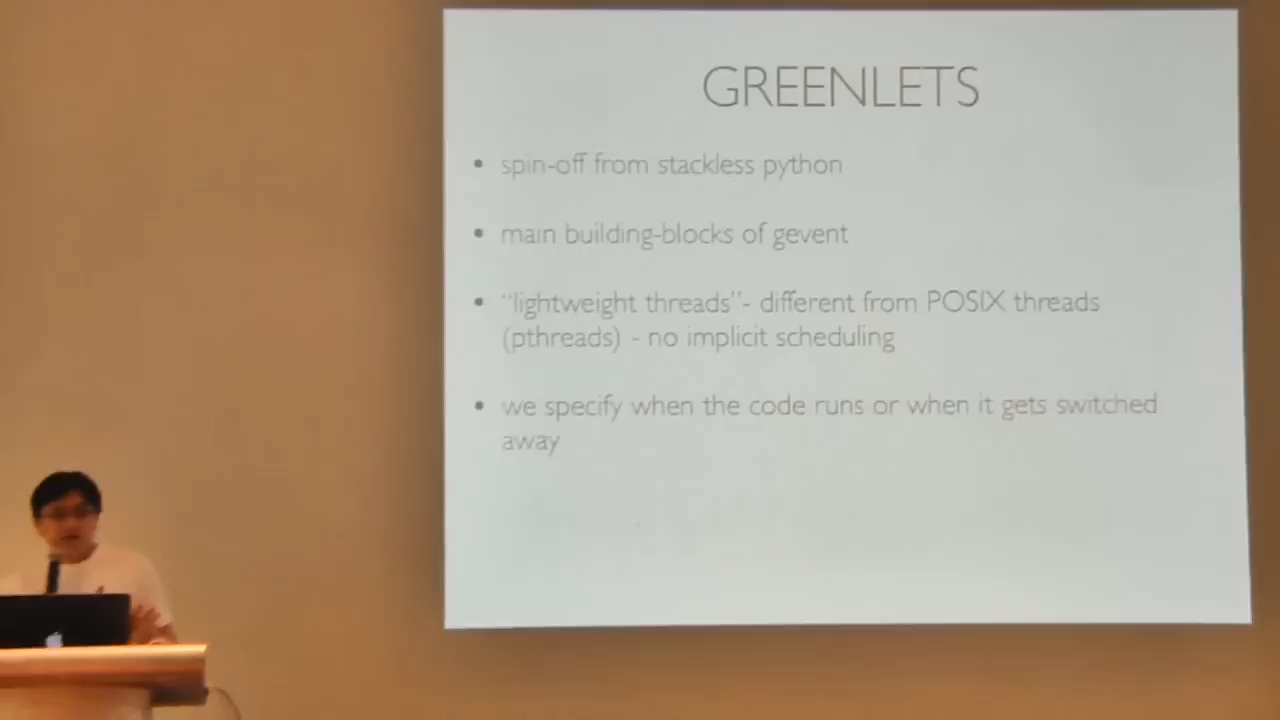 GREENLETS
• spin-off from stackless python
• main building-blocks of gevent
• "lightweight threads"- different from POSIX threads
(pthreads) - no implicit scheduling
• we specify when the code runs or when it gets switched
away